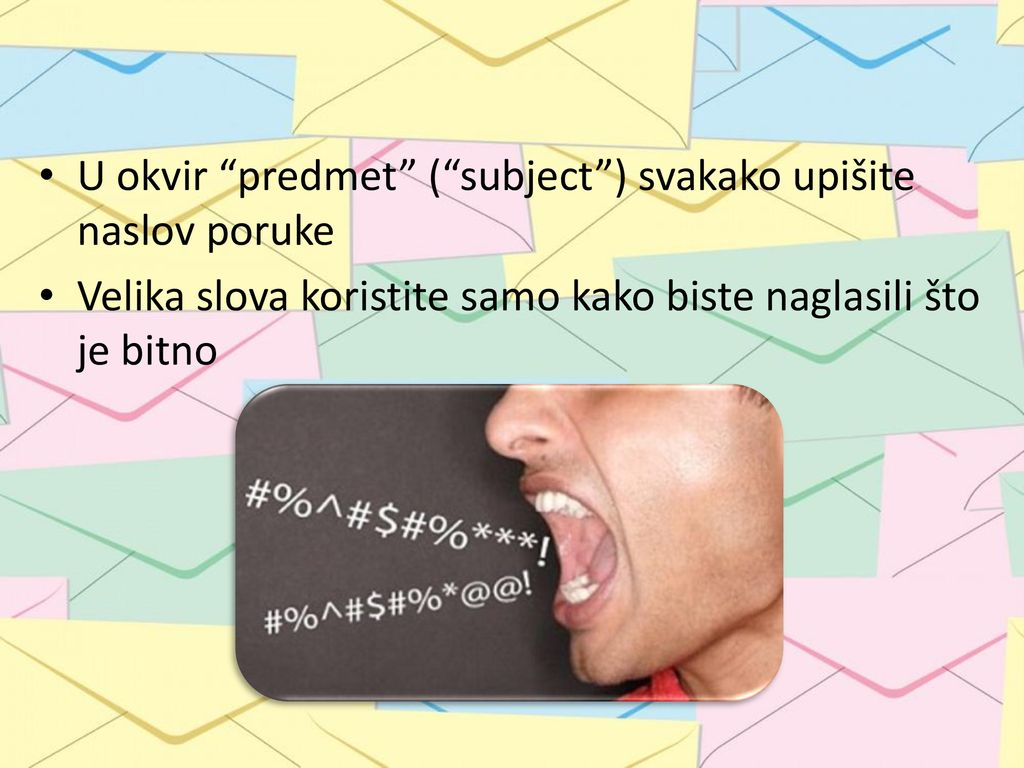 • U okvir “predmet” (“subject”) svakako upišite
naslov poruke
• Velika slova koristite samo kako biste naglasili što
je bitno
#%^#$#%***!
#%^#$#%*@@!